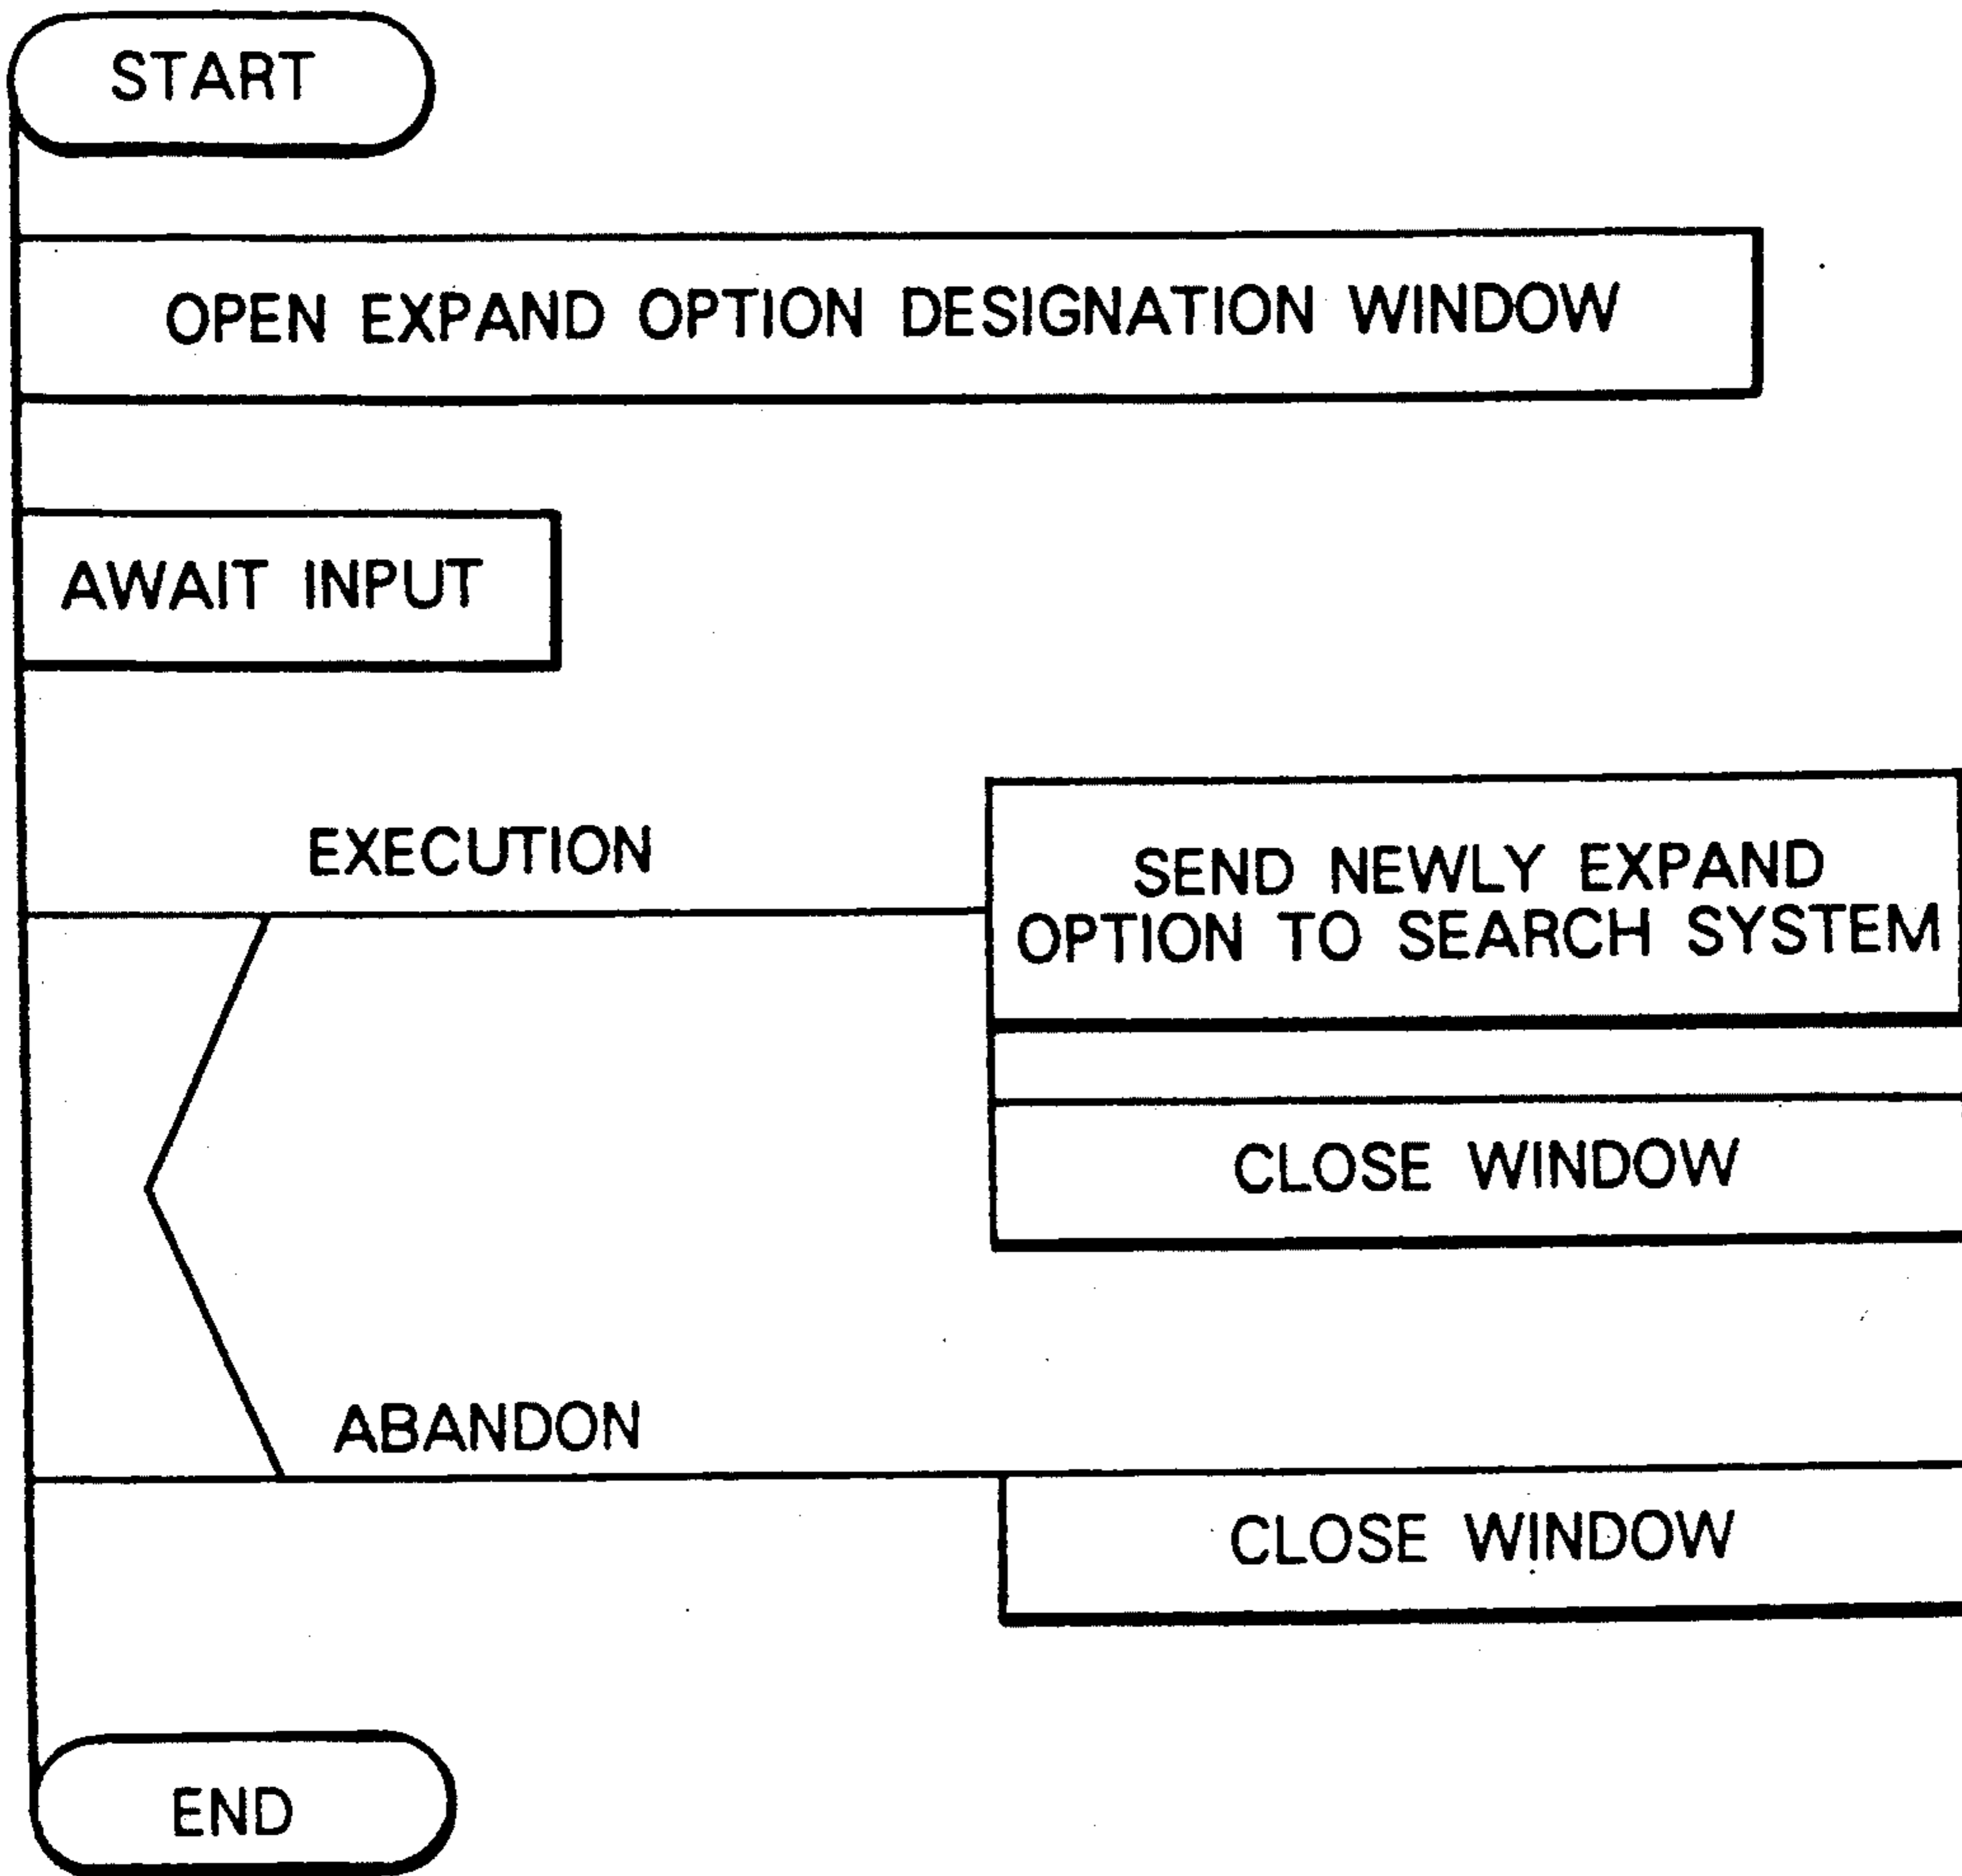 START
OPEN EXPAND OPTION DESIGNATION WINDOW
AWAIT INPUT
EXECUTION
SEND NEWLY EXPAND
OPTION TO SEARCH SYSTEM
CLOSE WINDOW
ABANDON
CLOSE WINDOW
END